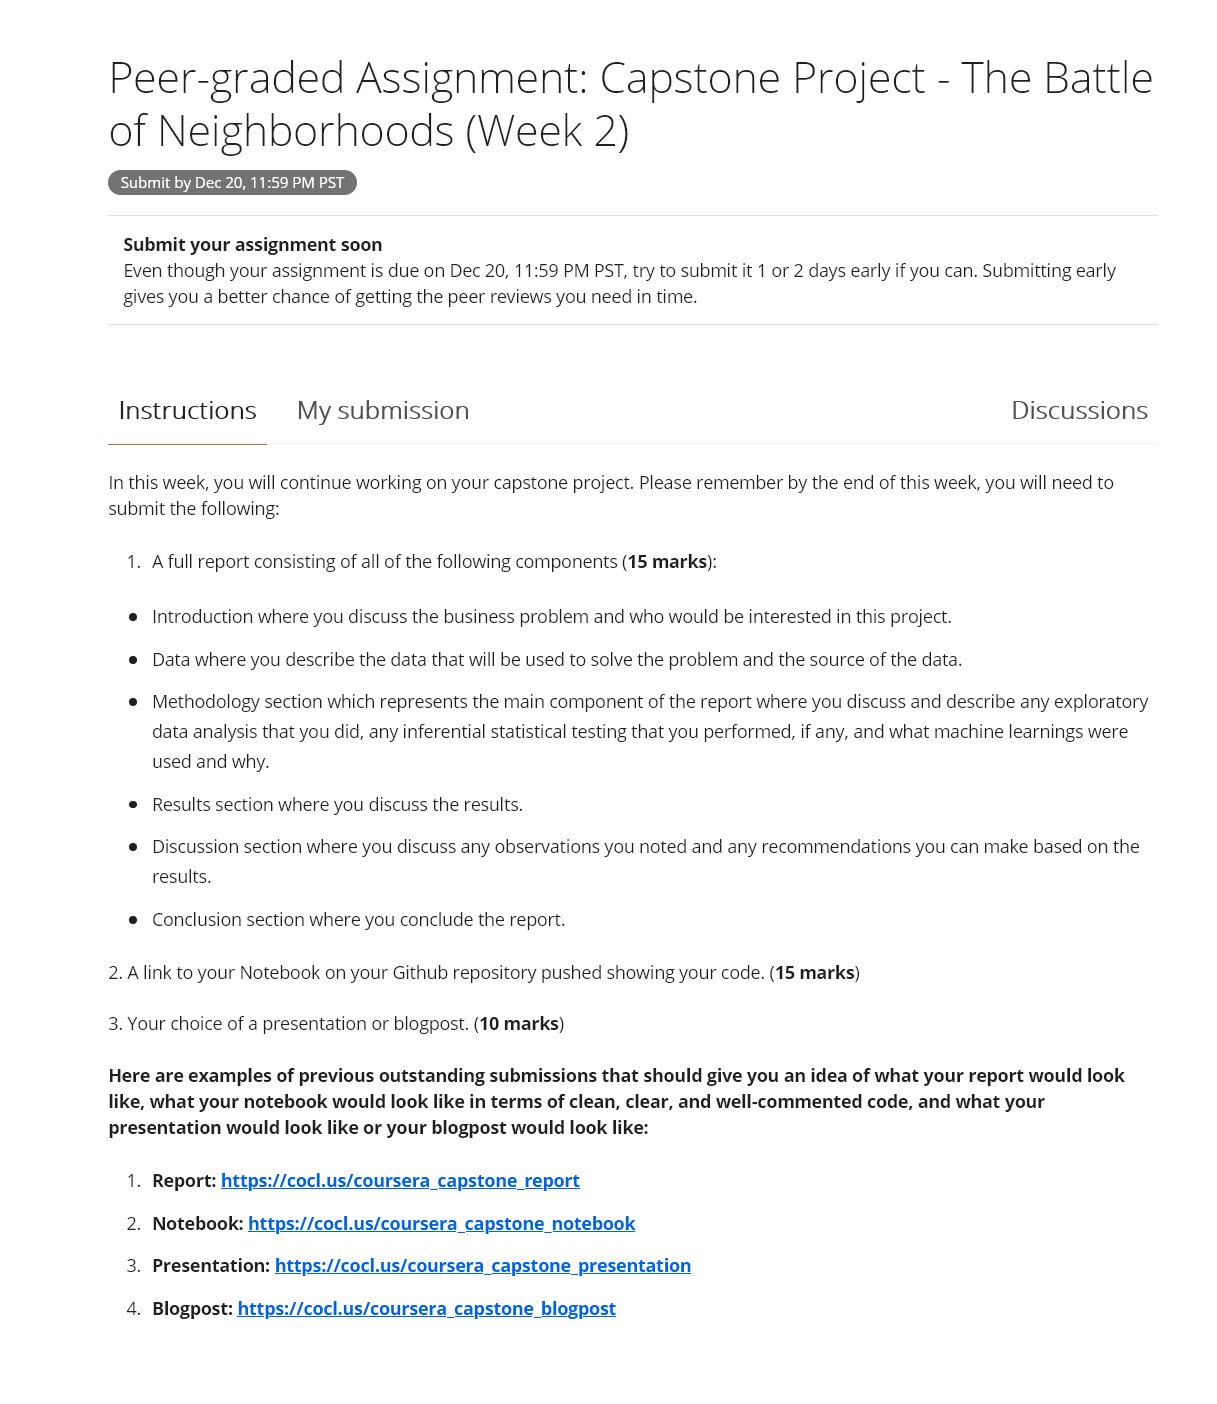 Peer-graded Assignment: Capstone Project - The Battle
of Neighborhoods (Week 2)
Submit by Dec 20, 11:59 PM PST
Submit your assignment soon
Even though your assignment is due on Dec 20, 11:59 PM PST, try to submit it 1 or 2 days early if you can. Submitting early
gives you a better chance of getting the peer reviews you need in time.
Instructions My submission Discussions
In this week, you will continue working on your capstone project. Please remember by the end of this week, you will need to
submit the following:
1. A full report consisting of all of the following components (15 marks):
• Introduction where you discuss the business problem and who would be interested in this project.
• Data where you describe the data that will be used to solve the problem and the source of the data.
• Methodology section which represents the main component of the report where you discuss and describe any exploratory
data analysis that you did, any inferential statistical testing that you performed, if any, and what machine learnings were
used and why.
• Results section where you discuss the results.
• Discussion section where you discuss any observations you noted and any recommendations you can make based on the
results.
• Conclusion section where you conclude the report.
2. A link to your Notebook on your Github repository pushed showing your code. (15 marks)
3. Your choice of a presentation or blogpost. (10 marks)
Here are examples of previous outstanding submissions that should give you an idea of what your report would look
like, what your notebook would look like in terms of clean, clear, and well-commented code, and what your
presentation would look like or your blogpost would look like:
1. Report: https://cocl.us/coursera_capstone_report
2. Notebook: https://cocl.us/coursera_capstone_notebook
3. Presentation: https://cocl.us/coursera_capstone_presentation
4. Blogpost: https://cocl.us/coursera_capstone_blogpost